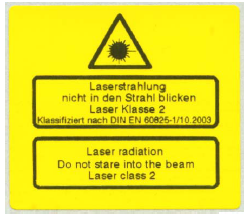 Laserstrahlung
nicht in den Strahl blicken
Laser Klasse 2
Klassifiziert nach DIN EN 60825-1/10.2003
Laser radiation
Do not stare into the beam
Laser class 2